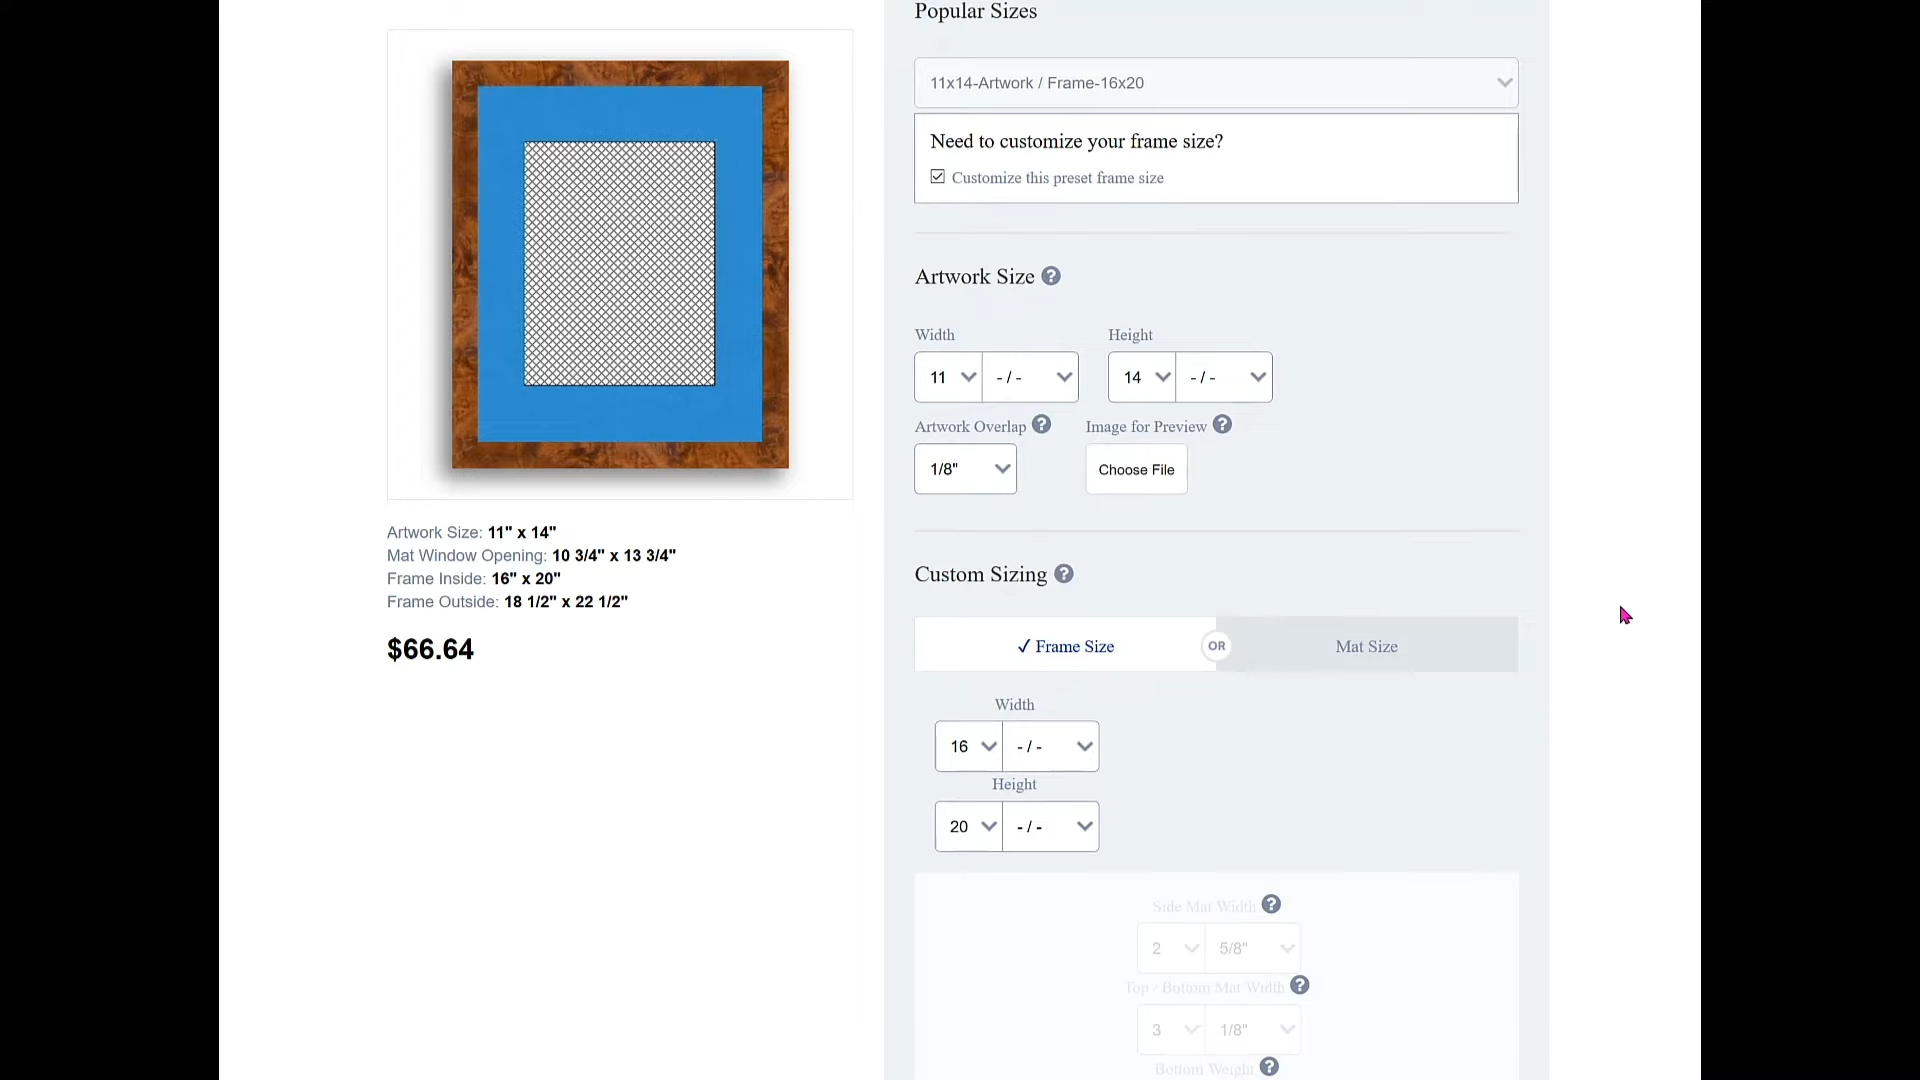 Popular Sizes
11x14-Artwork / Frame-16x20
Need to customize your frame size?
Customize this preset frame size
Artwork Size ?
Width
Height
11
- / -
14
- / -
Artwork Overlap ?
Image for Preview ?
1/8"
Choose File
Artwork Size: 11" x 14"
Mat Window Opening: 10 3/4" x 13 3/4"
Frame Inside: 16" x 20"
Frame Outside: 18 1/2" x 22 1/2"
$66.64
Custom Sizing ?
✓ Frame Size
OR
Mat Size
Width
16
- / -
Height
20
- / -
Side Mat Width ?
2
5/8"
Top / Bottom Mat Width ?
3
1/8"
Bottom Weight ?